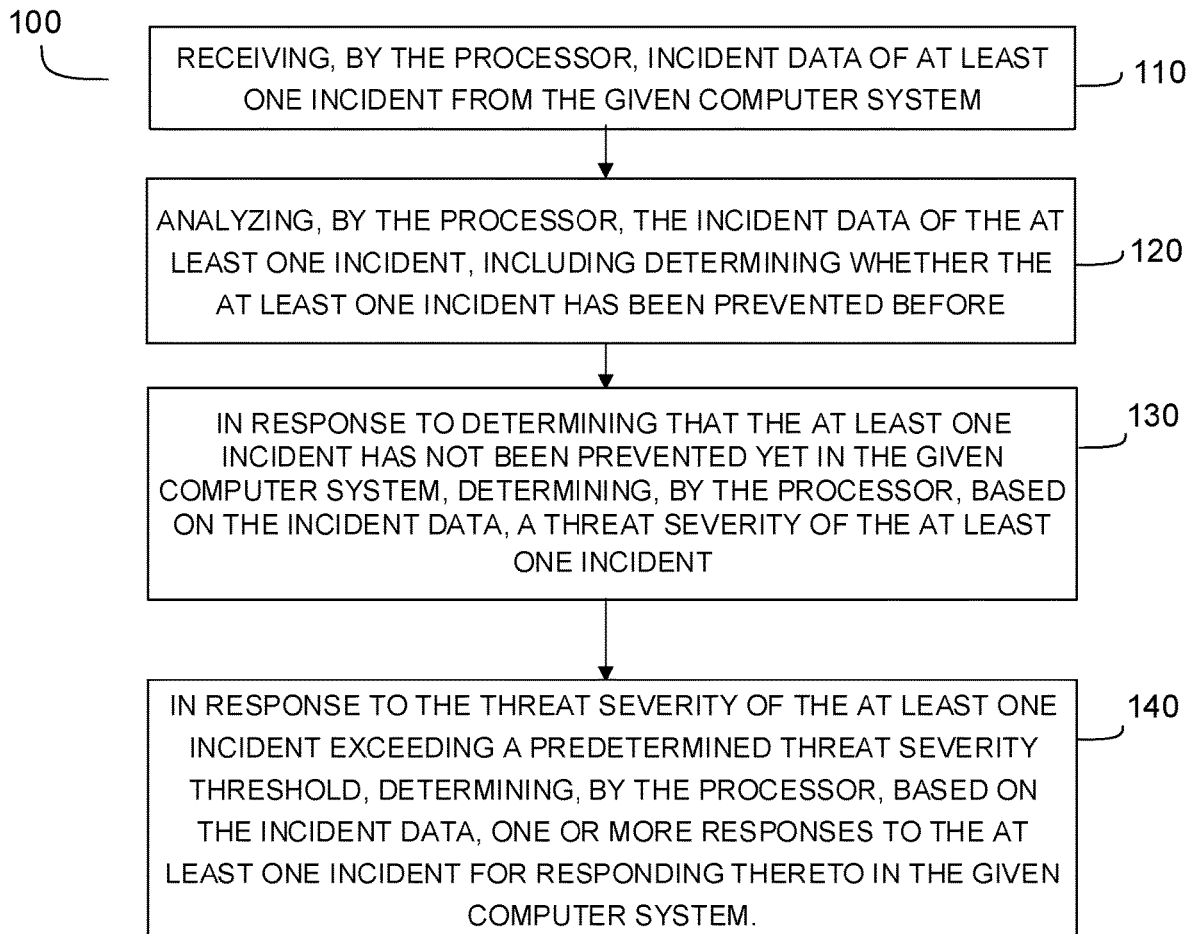 100
RECEIVING, BY THE PROCESSOR, INCIDENT DATA OF AT LEAST
ONE INCIDENT FROM THE GIVEN COMPUTER SYSTEM
110
ANALYZING, BY THE PROCESSOR, THE INCIDENT DATA OF THE AT
LEAST ONE INCIDENT, INCLUDING DETERMINING WHETHER THE
AT LEAST ONE INCIDENT HAS BEEN PREVENTED BEFORE
120
IN RESPONSE TO DETERMINING THAT THE AT LEAST ONE
INCIDENT HAS NOT BEEN PREVENTED YET IN THE GIVEN
COMPUTER SYSTEM, DETERMINING, BY THE PROCESSOR, BASED
ON THE INCIDENT DATA, A THREAT SEVERITY OF THE AT LEAST
ONE INCIDENT
130
IN RESPONSE TO THE THREAT SEVERITY OF THE AT LEAST ONE
INCIDENT EXCEEDING A PREDETERMINED THREAT SEVERITY
THRESHOLD, DETERMINING, BY THE PROCESSOR, BASED ON
THE INCIDENT DATA, ONE OR MORE RESPONSES TO THE AT
LEAST ONE INCIDENT FOR RESPONDING THERETO IN THE GIVEN
COMPUTER SYSTEM.
140